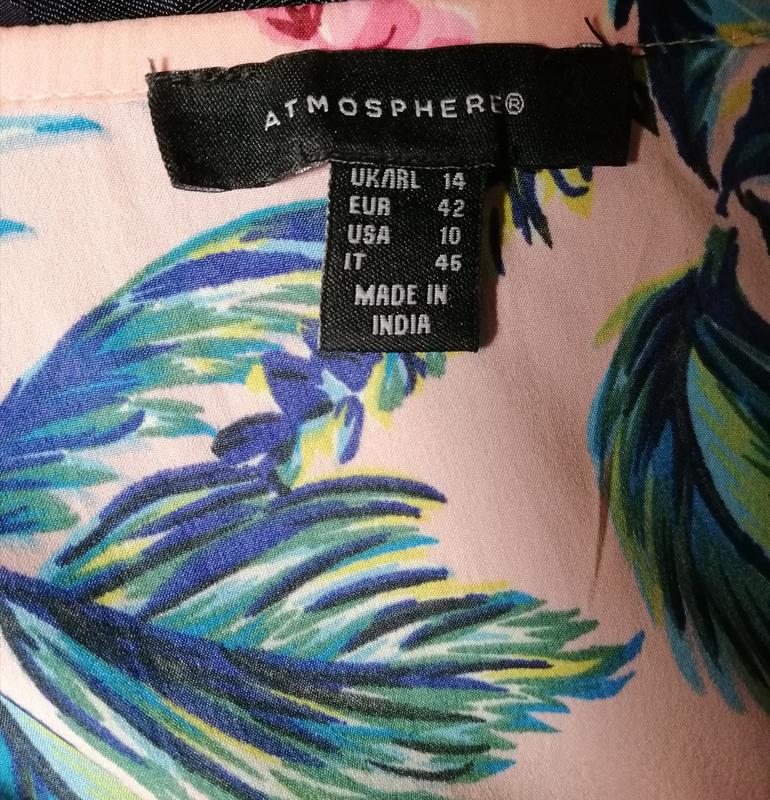 ATMOSPHERE®
UK/IRL 14
EUR 42
USA 10
IT 46
MADE IN
INDIA